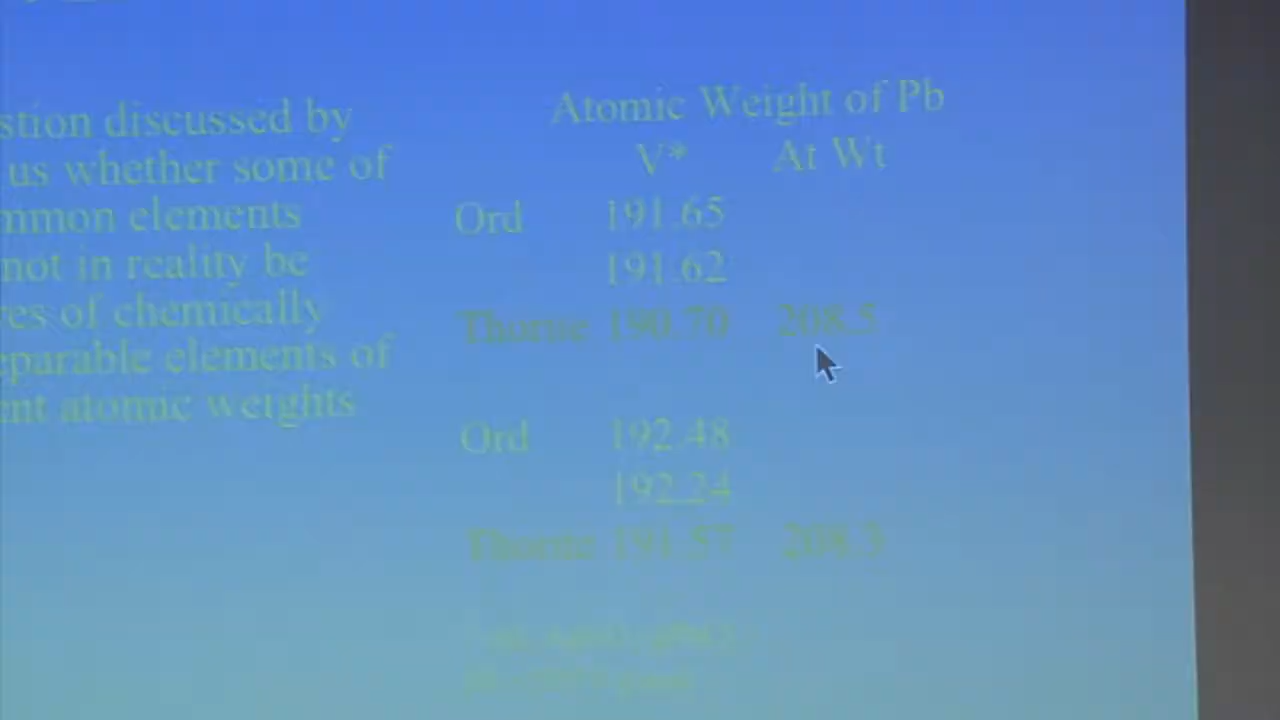 stion discussed by
us whether some of
mmon elements
not in reality be
res of chemically
eparable elements of
ent atomic weights
Atomic Weight of Pb
V* At Wt
Ord 191.65
191.62
Thorite 190.70 208.5
Ord 192.48
192.24
Thorite 191.57 208.3